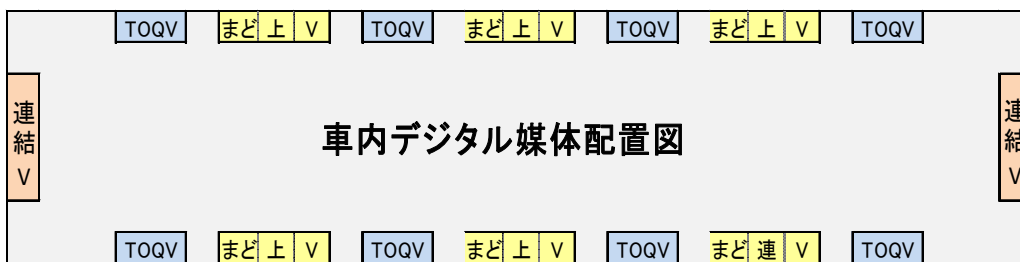 TOQV まど 上 V TOQV まど 上 V TOQV まど 上 V TOQV
連結V
車内デジタル媒体配置図
連結V
TOQV まど 上 V TOQV まど 上 V TOQV まど 連 V TOQV